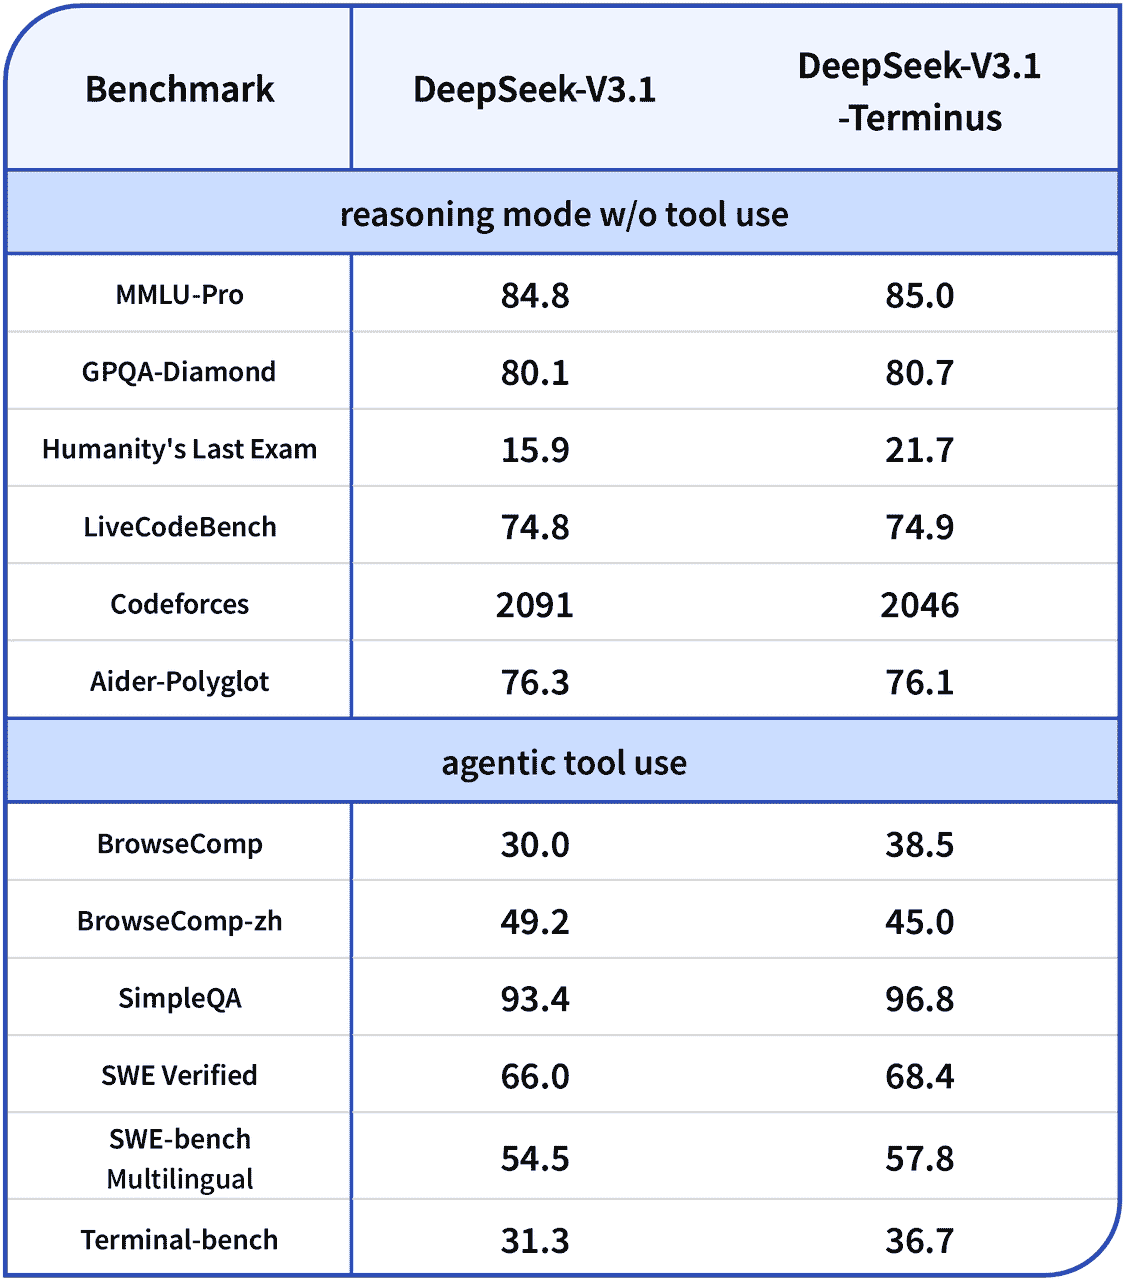 Benchmark DeepSeek-V3.1 DeepSeek-V3.1
-Terminus
reasoning mode w/o tool use
MMLU-Pro 84.8 85.0
GPQA-Diamond 80.1 80.7
Humanity's Last Exam 15.9 21.7
LiveCodeBench 74.8 74.9
Codeforces 2091 2046
Aider-Polyglot 76.3 76.1
agentic tool use
BrowseComp 30.0 38.5
BrowseComp-zh 49.2 45.0
SimpleQA 93.4 96.8
SWE Verified 66.0 68.4
SWE-bench
Multilingual 54.5 57.8
Terminal-bench 31.3 36.7